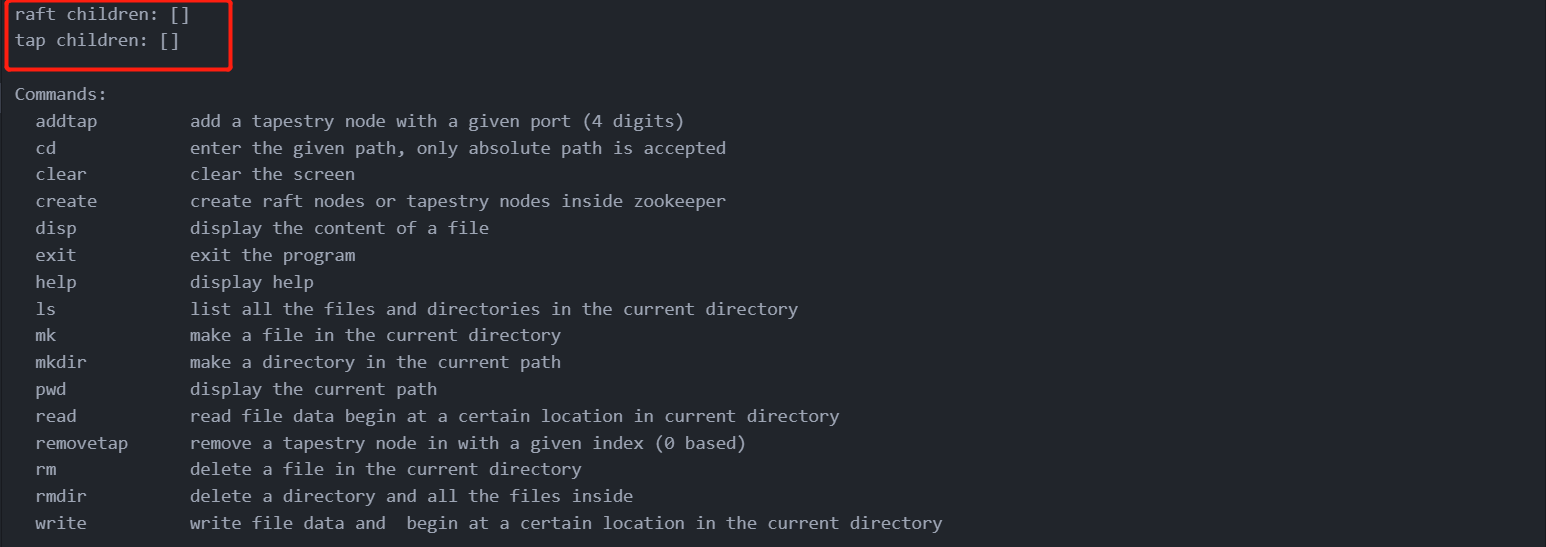 raft children: []
tap children: []
Commands:
addtap add a tapestry node with a given port (4 digits)
cd enter the given path, only absolute path is accepted
clear clear the screen
create create raft nodes or tapestry nodes inside zookeeper
disp display the content of a file
exit exit the program
help display help
ls list all the files and directories in the current directory
mk make a file in the current directory
mkdir make a directory in the current path
pwd display the current path
read read file data begin at a certain location in current directory
removetap remove a tapestry node in with a given index (0 based)
rm delete a file in the current directory
rmdir delete a directory and all the files inside
write write file data and  begin at a certain location in the current directory